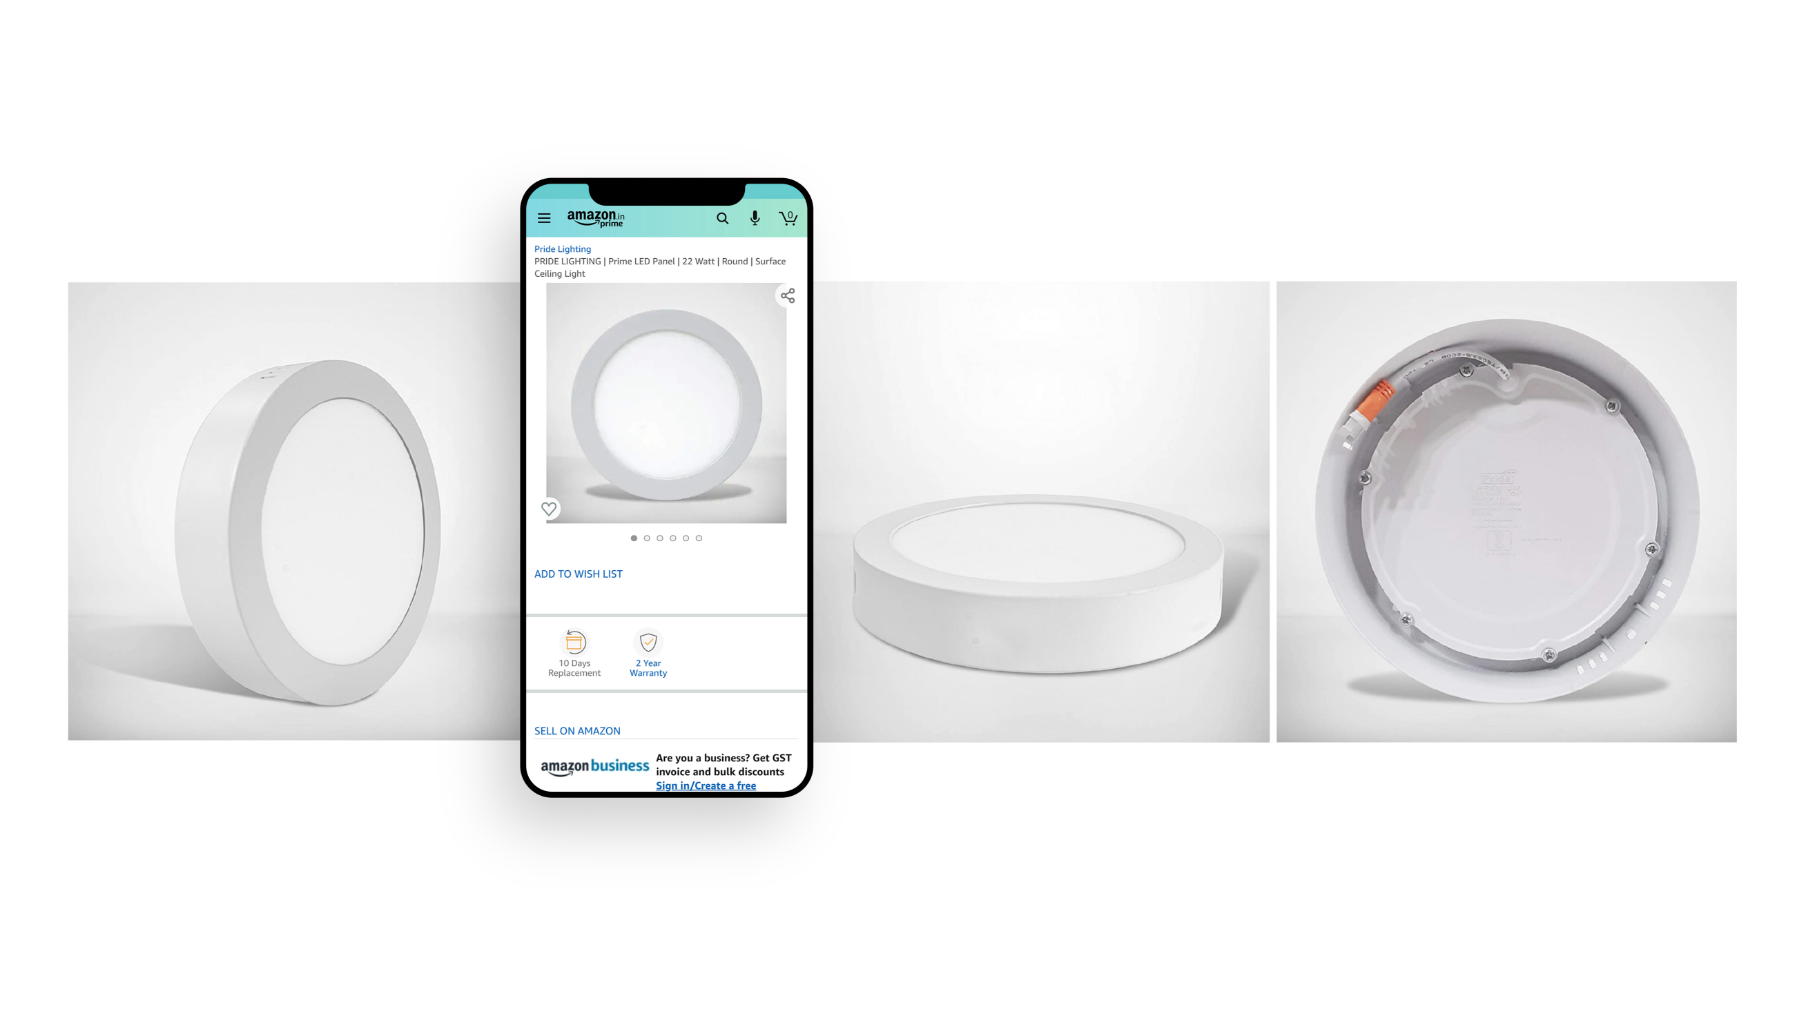 amazon.in
prime
0
Pride Lighting
PRIDE LIGHTING | Prime LED Panel | 22 Watt | Round | Surface
Ceiling Light
ADD TO WISH LIST
10 Days
Replacement
2 Year
Warranty
SELL ON AMAZON
amazon business
Are you a business? Get GST
invoice and bulk discounts
Sign in/Create a free